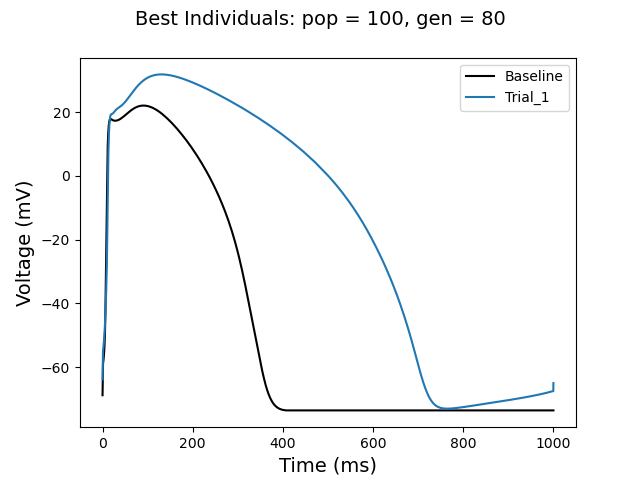 Best Individuals: pop = 100, gen = 80
Baseline
Trial_1
20
0
−20
−40
−60
Voltage (mV)
0 200 400 600 800 1000
Time (ms)